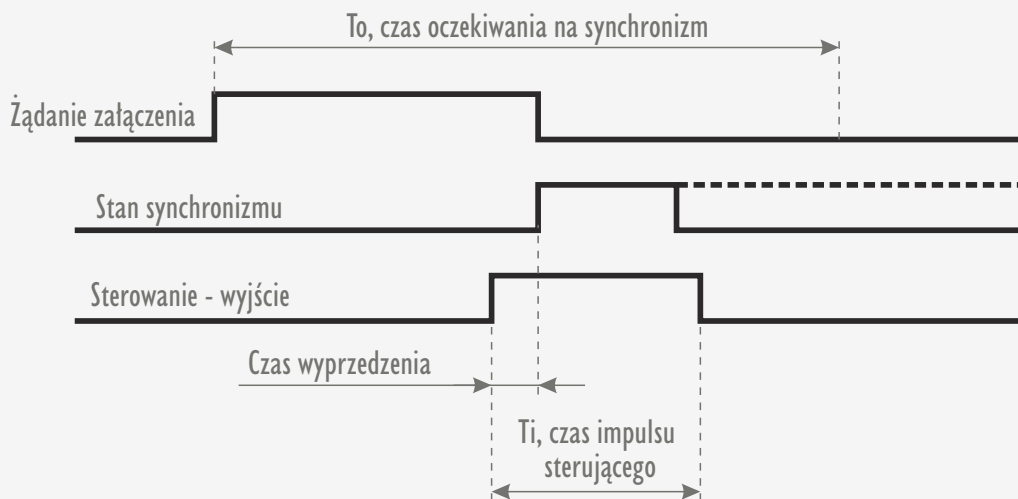 To, czas oczekiwania na synchronizm
Żądanie załączenia
Stan synchronizmu
Sterowanie - wyjście
Czas wyprzedzenia
Ti, czas impulsu
sterującego